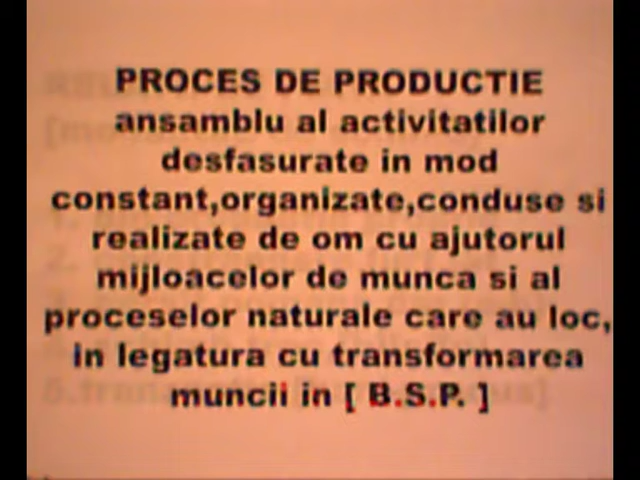 PROCES DE PRODUCTIE
ansamblu al activitatilor
desfasurate in mod
constant,organizate,conduse si
realizate de om cu ajutorul
mijloacelor de munca si al
proceselor naturale care au loc,
in legatura cu transformarea
muncii in [ B.S.P. ]